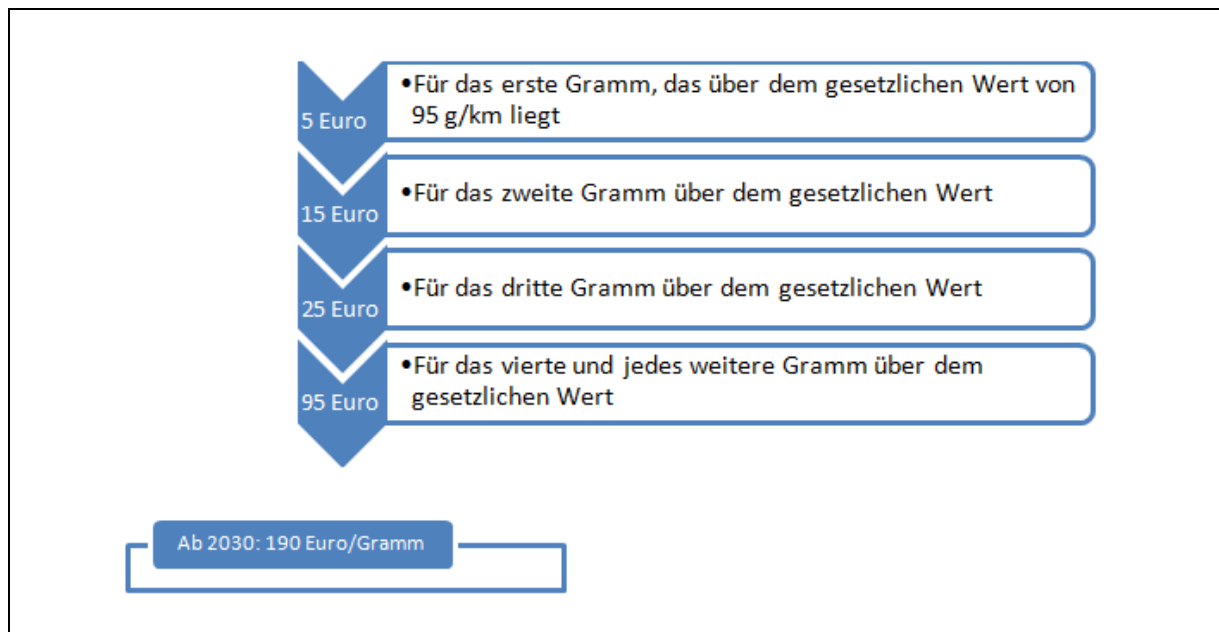 5 Euro
•Für das erste Gramm, das über dem gesetzlichen Wert von
95 g/km liegt
15 Euro
•Für das zweite Gramm über dem gesetzlichen Wert
25 Euro
•Für das dritte Gramm über dem gesetzlichen Wert
95 Euro
•Für das vierte und jedes weitere Gramm über dem
gesetzlichen Wert
Ab 2030: 190 Euro/Gramm